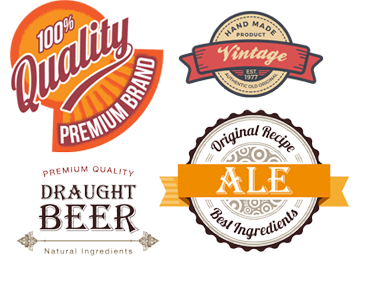 100%
Quality
PREMIUM BRAND
HAND MADE
PRODUCT
Vintage
EST
1977
AUTHENTIC OLD ORIGINAL
PREMIUM QUALITY
DRAUGHT
BEER
Natural Ingredients
Original Recipe
ALE
Best Ingredients